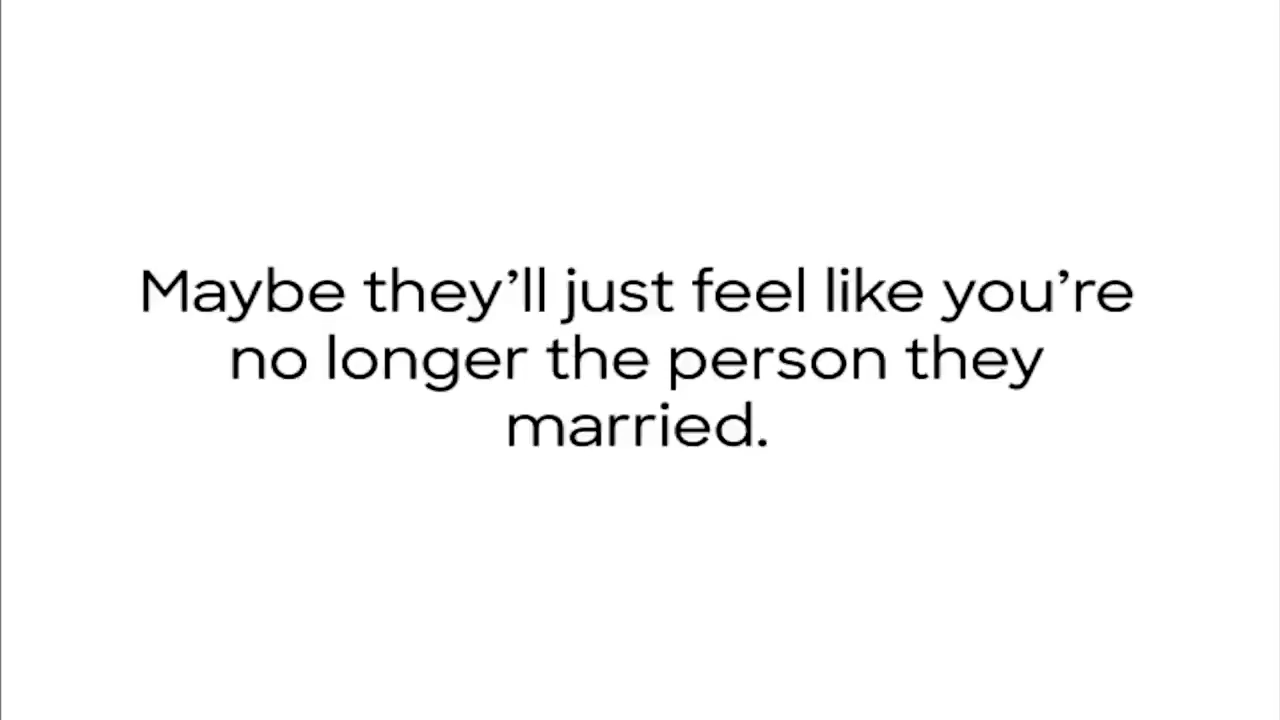 Maybe they’ll just feel like you’re
no longer the person they
married.